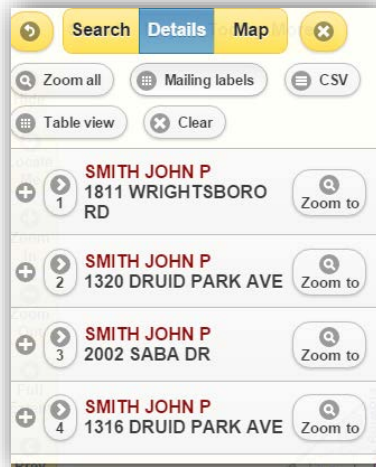 Search Details Map
Zoom all Mailing labels CSV
Table view Clear
SMITH JOHN P
1811 WRIGHTSBORO
RD
1
Zoom to
SMITH JOHN P
1320 DRUID PARK AVE
2
Zoom to
SMITH JOHN P
2002 SABA DR
3
Zoom to
SMITH JOHN P
1316 DRUID PARK AVE
4
Zoom to